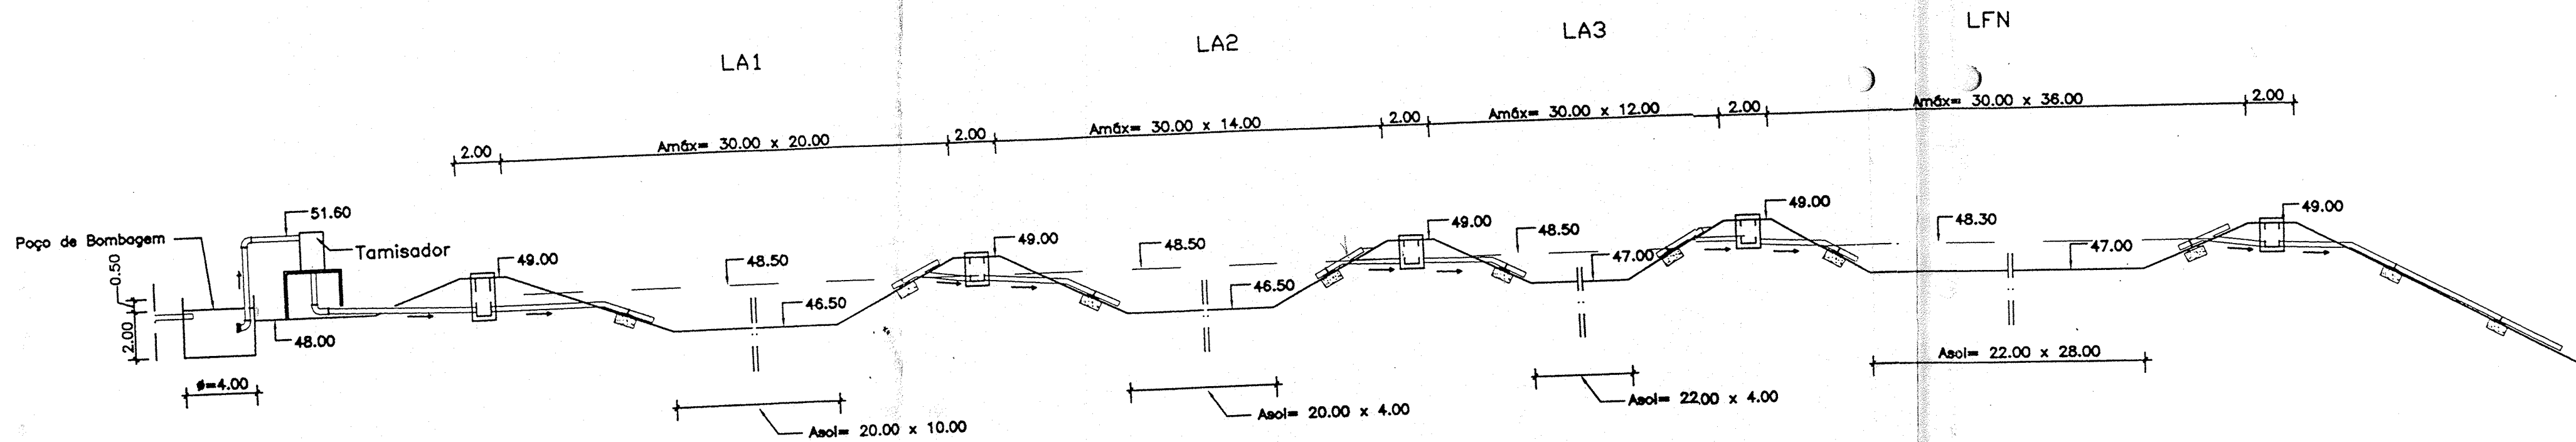 LA1
LA2
LA3
LFN
2.00
Amáx= 30.00 x 20.00
2.00
Amáx= 30.00 x 14.00
2.00
Amáx= 30.00 x 12.00
2.00
Amáx= 30.00 x 36.00
2.00
Poço de Bombagem
51.60
Tamisador
49.00
48.50
46.50
49.00
48.50
46.50
49.00
48.50
47.00
49.00
48.30
47.00
49.00
0.50
2.00
48.00
ø=4.00
Asol= 20.00 x 10.00
Asol= 20.00 x 4.00
Asol= 22.00 x 4.00
Asol= 22.00 x 28.00